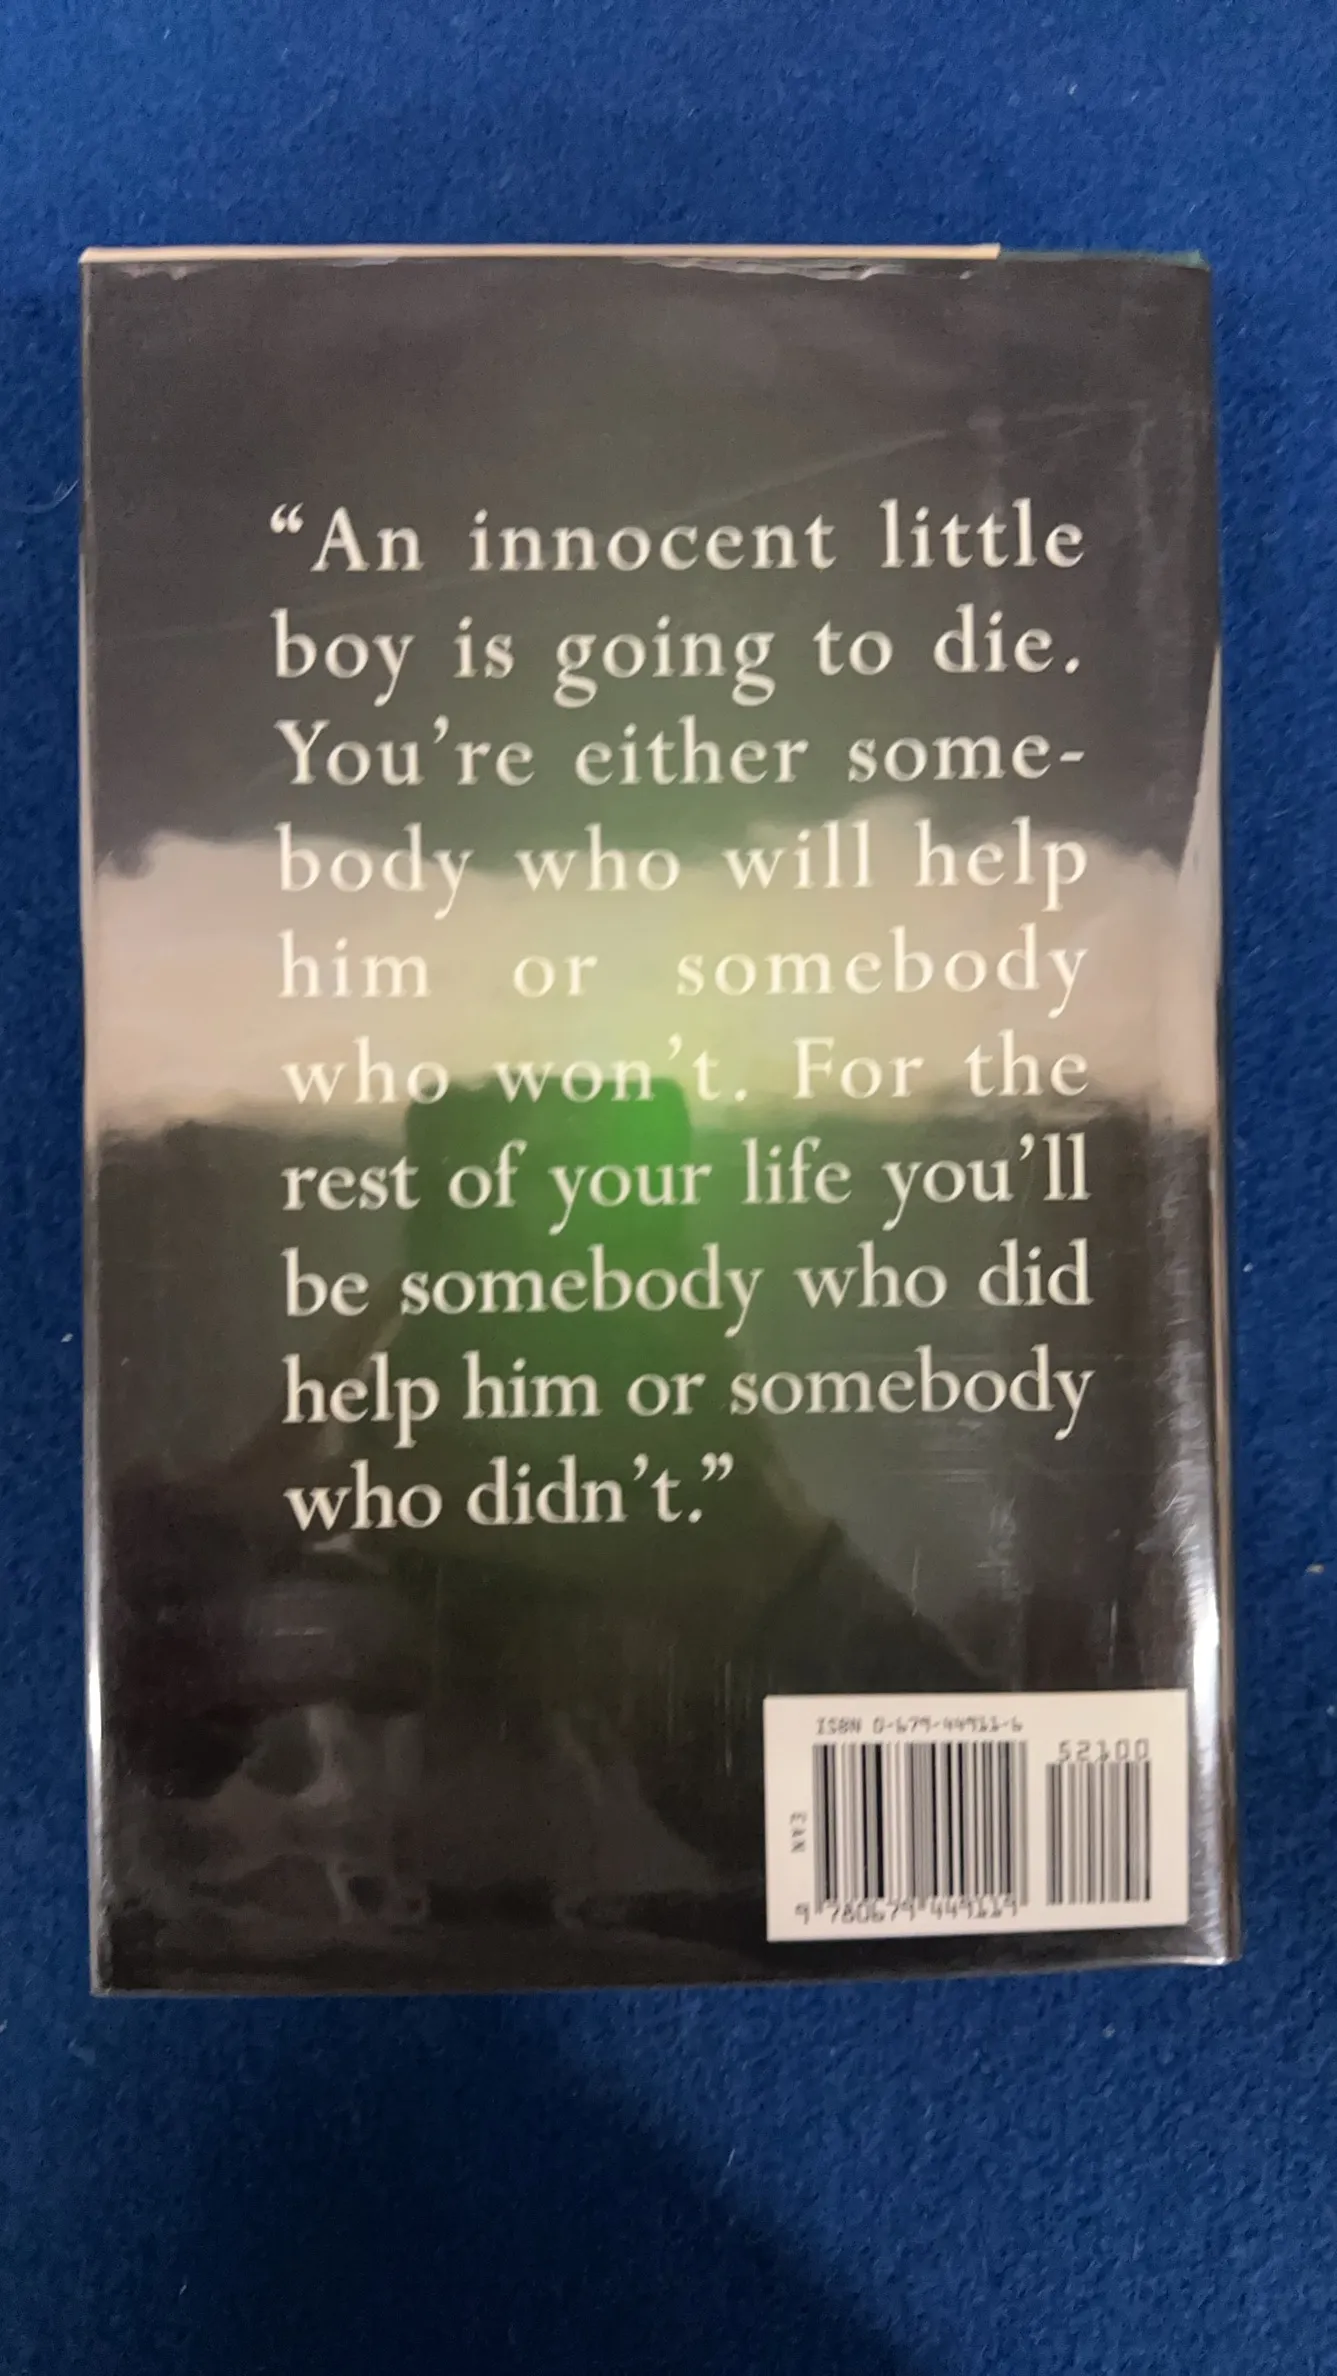 “An innocent little
boy is going to die.
You’re either some-
body who will help
him or somebody
who won’t. For the
rest of your life you’ll
be somebody who did
help him or somebody
who didn’t.”
ISBN 0-679-44911-6
52100
EAN
9 780679 449119